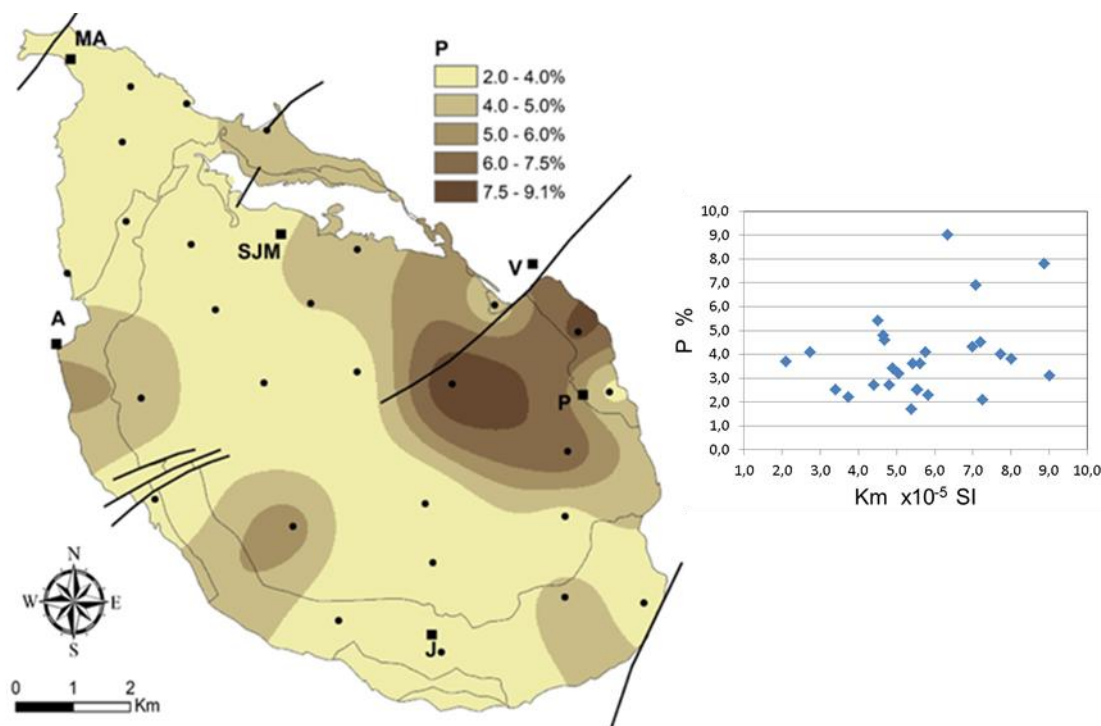 MA
P
2.0 - 4.0%
4.0 - 5.0%
5.0 - 6.0%
6.0 - 7.5%
7.5 - 9.1%
SJM
V
A
P
J
N
W E
S
0 1 2
Km
10,0
9,0
8,0
7,0
6,0
5,0
4,0
3,0
2,0
1,0
0,0
P %
1,0 2,0 3,0 4,0 5,0 6,0 7,0 8,0 9,0 10,0
Km x10⁻⁵ SI